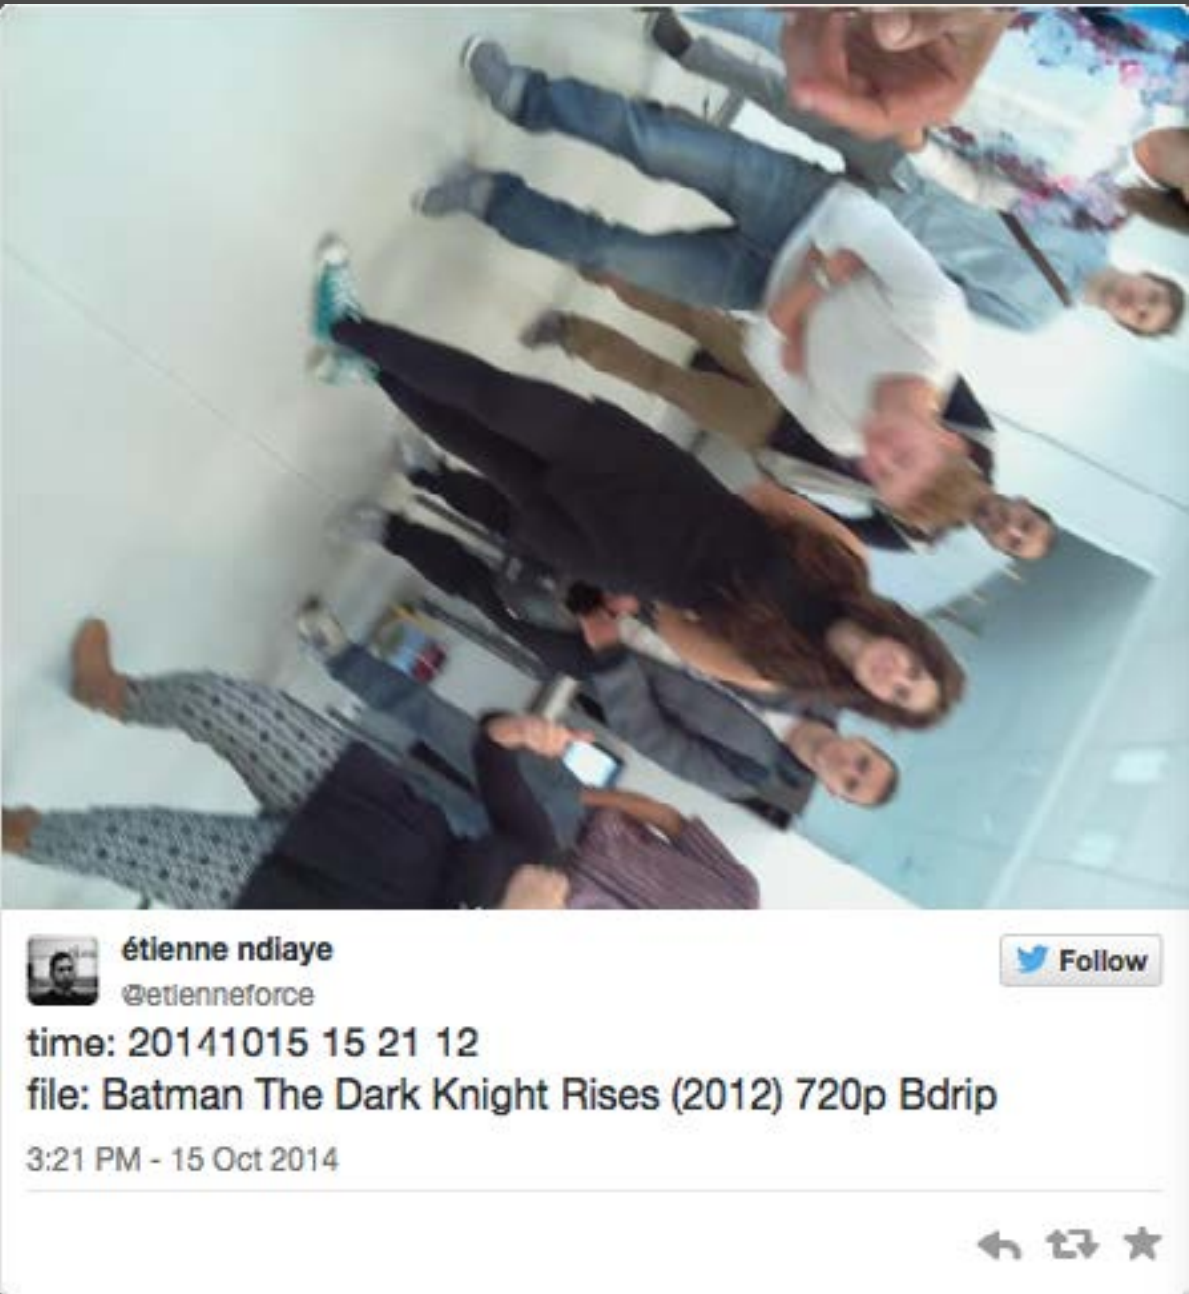 étienne ndiaye
Follow
@etienneforce
time: 20141015 15 21 12
file: Batman The Dark Knight Rises (2012) 720p Bdrip
3:21 PM - 15 Oct 2014